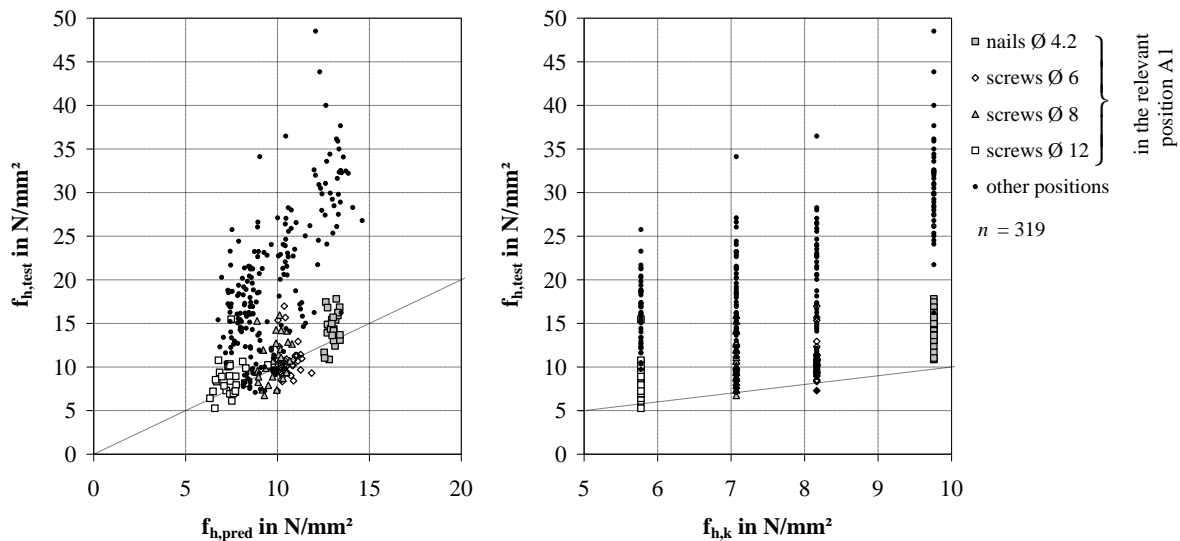 50
45
40
35
30
25
20
15
10
5
0
0
5
10
15
20
f_h,test in N/mm²
f_h,pred in N/mm²
50
45
40
35
30
25
20
15
10
5
0
5
6
7
8
9
10
f_h,test in N/mm²
f_h,k in N/mm²
nails Ø 4.2
screws Ø 6
screws Ø 8
screws Ø 12
other positions
n = 319
in the relevant
position A1